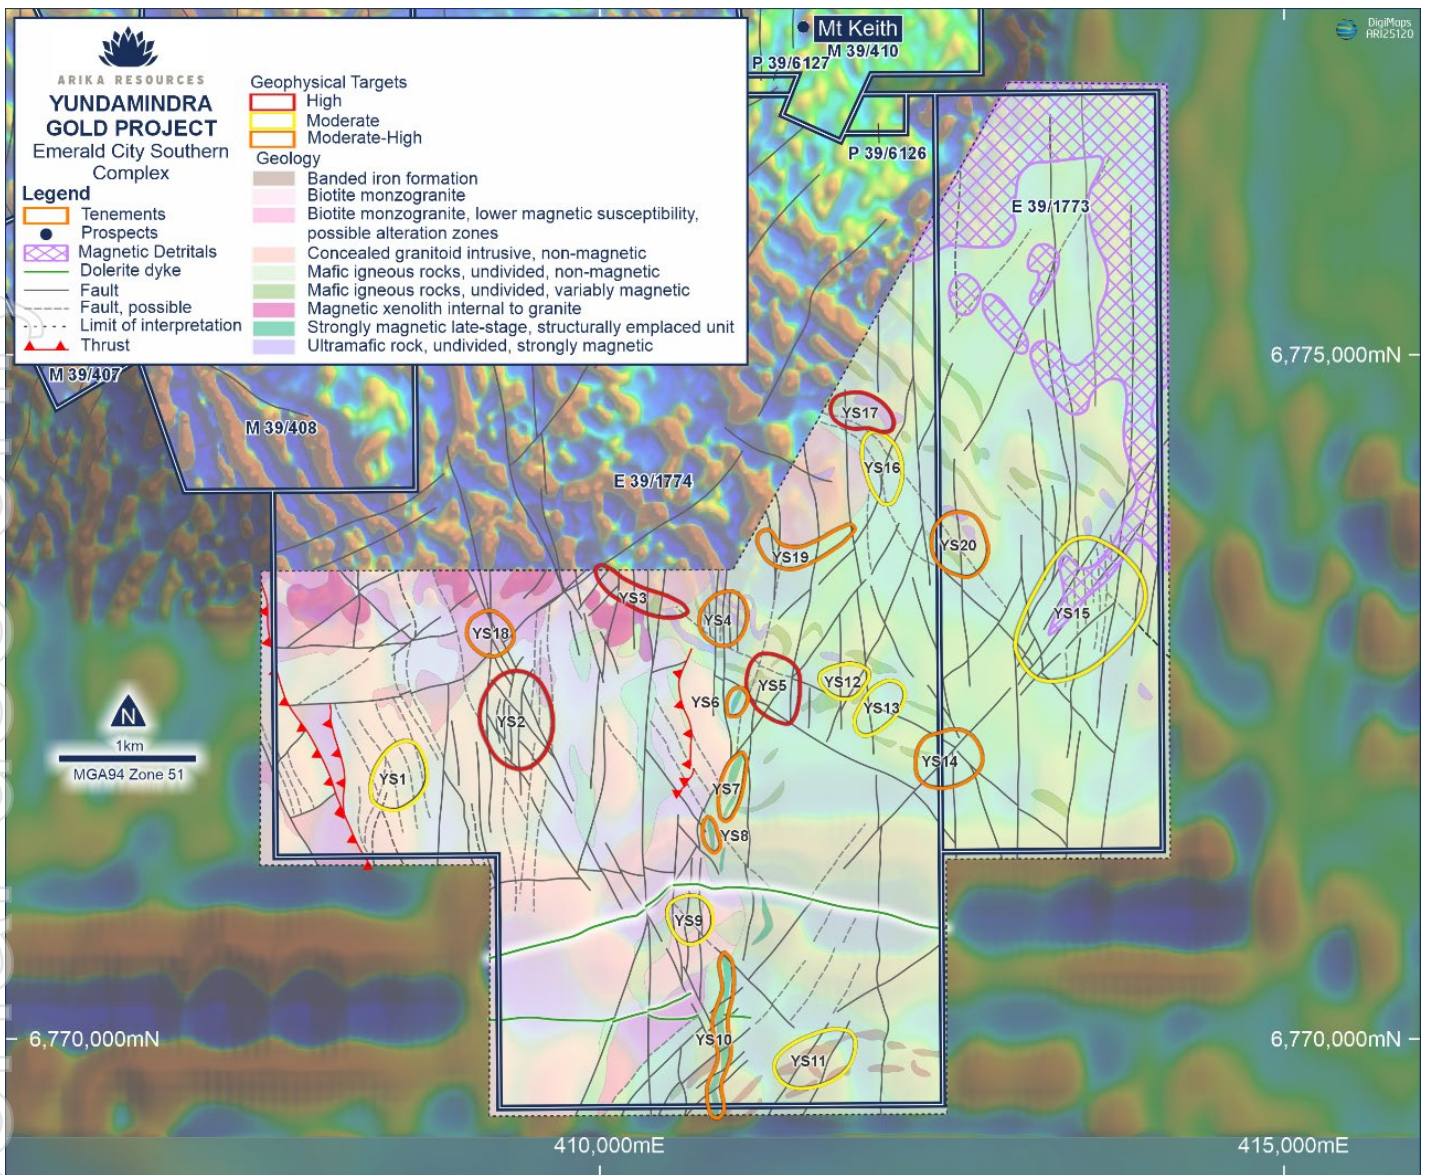 Mt Keith
M 39/410
P 39/6127
DigiMaps
ARI25120
ARIKA RESOURCES
YUNDAMINDRA
GOLD PROJECT
Emerald City Southern
Complex
Legend
Tenements
Prospects
Magnetic Detritals
Dolerite dyke
Fault
Fault, possible
Limit of interpretation
Thrust
Geophysical Targets
High
Moderate
Moderate-High
Geology
Banded iron formation
Biotite monzogranite
Biotite monzogranite, lower magnetic susceptibility,
possible alteration zones
Concealed granitoid intrusive, non-magnetic
Mafic igneous rocks, undivided, non-magnetic
Mafic igneous rocks, undivided, variably magnetic
Magnetic xenolith internal to granite
Strongly magnetic late-stage, structurally emplaced unit
Ultramafic rock, undivided, strongly magnetic
P 39/6126
E 39/1773
6,775,000mN
M 39/407
M 39/408
YS17
YS16
E 39/1774
YS20
YS19
YS3
YS15
YS4
YS18
YS12
YS5
YS6
YS13
YS2
N
1km
MGA94 Zone 51
YS14
YS1
YS7
YS8
YS9
6,770,000mN
YS10
6,770,000mN
YS11
410,000mE
415,000mE